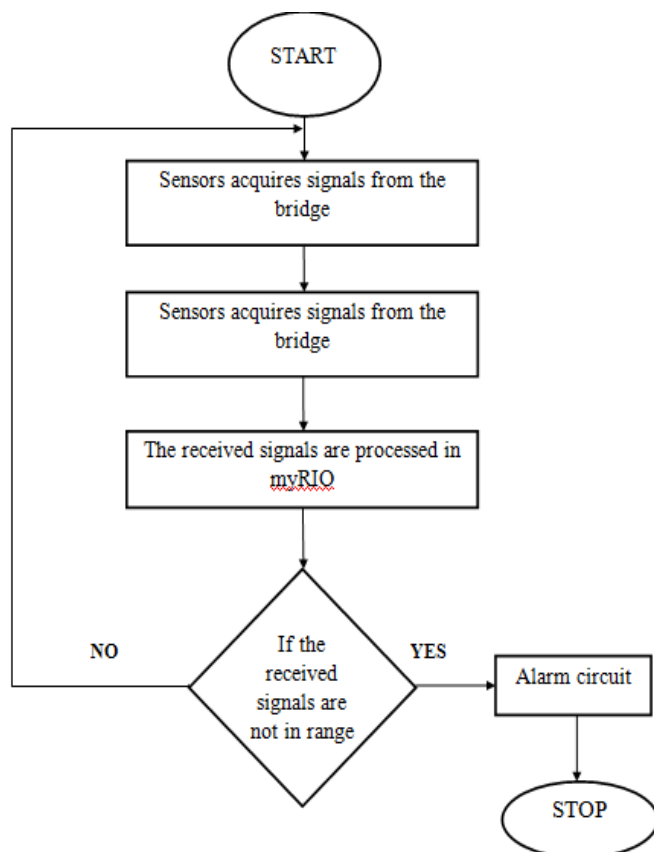 START
Sensors acquires signals from the
bridge
Sensors acquires signals from the
bridge
The received signals are processed in
myRIO
If the
received
signals are
not in range
NO
YES
Alarm circuit
STOP